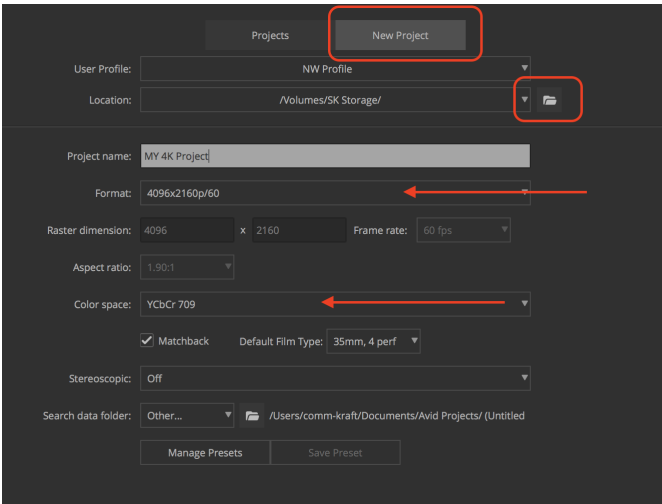 Projects New Project
User Profile: NW Profile
Location: /Volumes/SK Storage/
Project name: MY 4K Project
Format: 4096x2160p/60
Raster dimension: 4096 x 2160 Frame rate: 60 fps
Aspect ratio: 1.90:1
Color space: YCbCr 709
Matchback Default Film Type: 35mm, 4 perf
Stereoscopic: Off
Search data folder: Other... /Users/comm-kraft/Documents/Avid Projects/ (Untitled
Manage Presets Save Preset